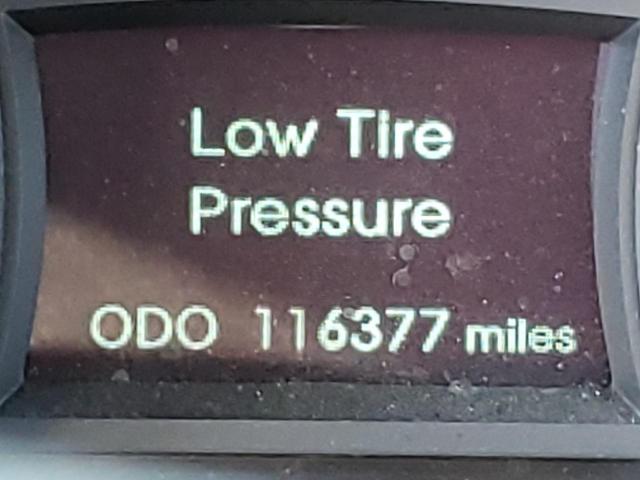 Low Tire
Pressure
ODO 116377 miles